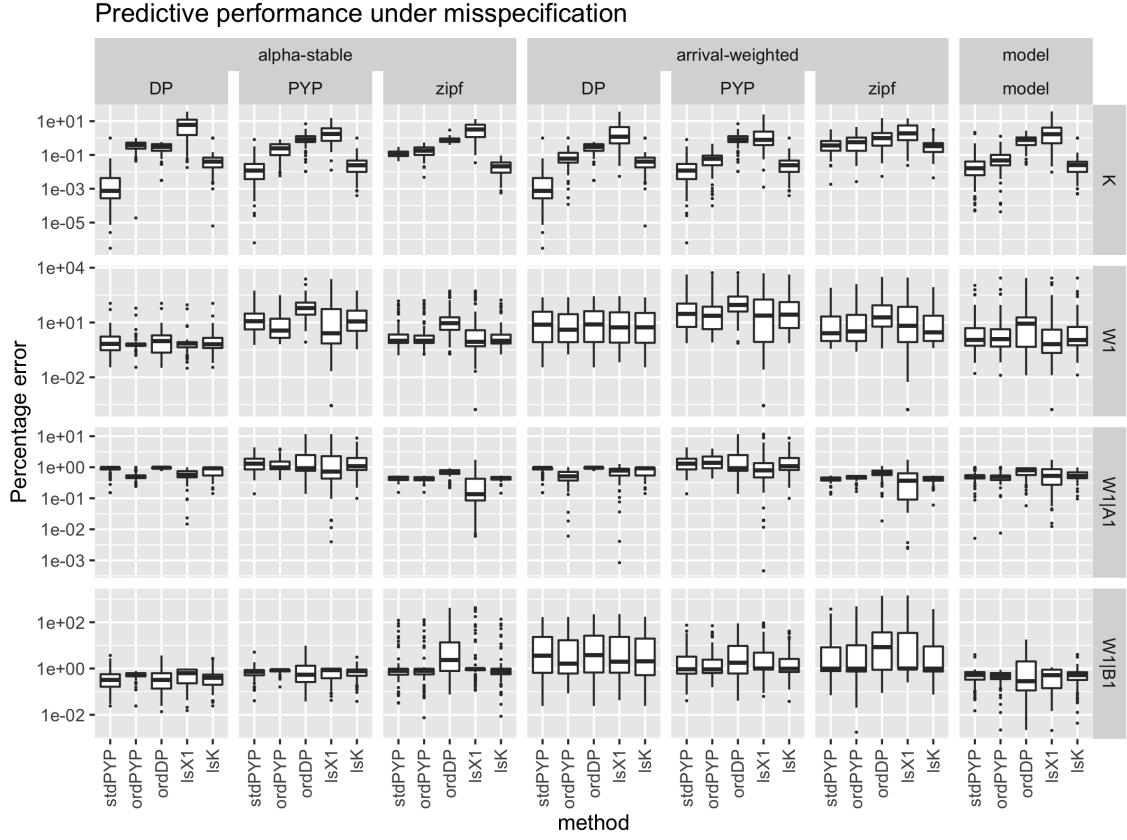 Predictive performance under misspecification
alpha-stable arrival-weighted model
DP PYP zipf DP PYP zipf model
1e+01
1e-01
1e-03
1e-05
K
1e+04
1e+01
1e-02
W1
1e+01
1e+00
1e-01
1e-02
1e-03
W1|A1
1e+02
1e+00
1e-02
W1|B1
Percentage error
stdPYP ordPYP ordDP lsX1 lsK stdPYP ordPYP ordDP lsX1 lsK stdPYP ordPYP ordDP lsX1 lsK stdPYP ordPYP ordDP lsX1 lsK stdPYP ordPYP ordDP lsX1 lsK stdPYP ordPYP ordDP lsX1 lsK stdPYP ordPYP ordDP lsX1 lsK
method